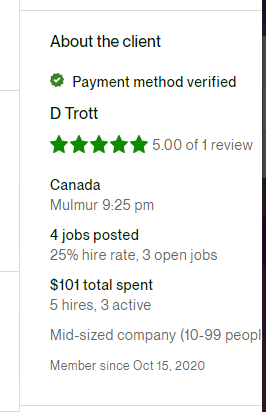 About the client
Payment method verified
D Trott
5.00 of 1 review
Canada
Mulmur 9:25 pm
4 jobs posted
25% hire rate, 3 open jobs
$101 total spent
5 hires, 3 active
Mid-sized company (10-99 peopl
Member since Oct 15, 2020